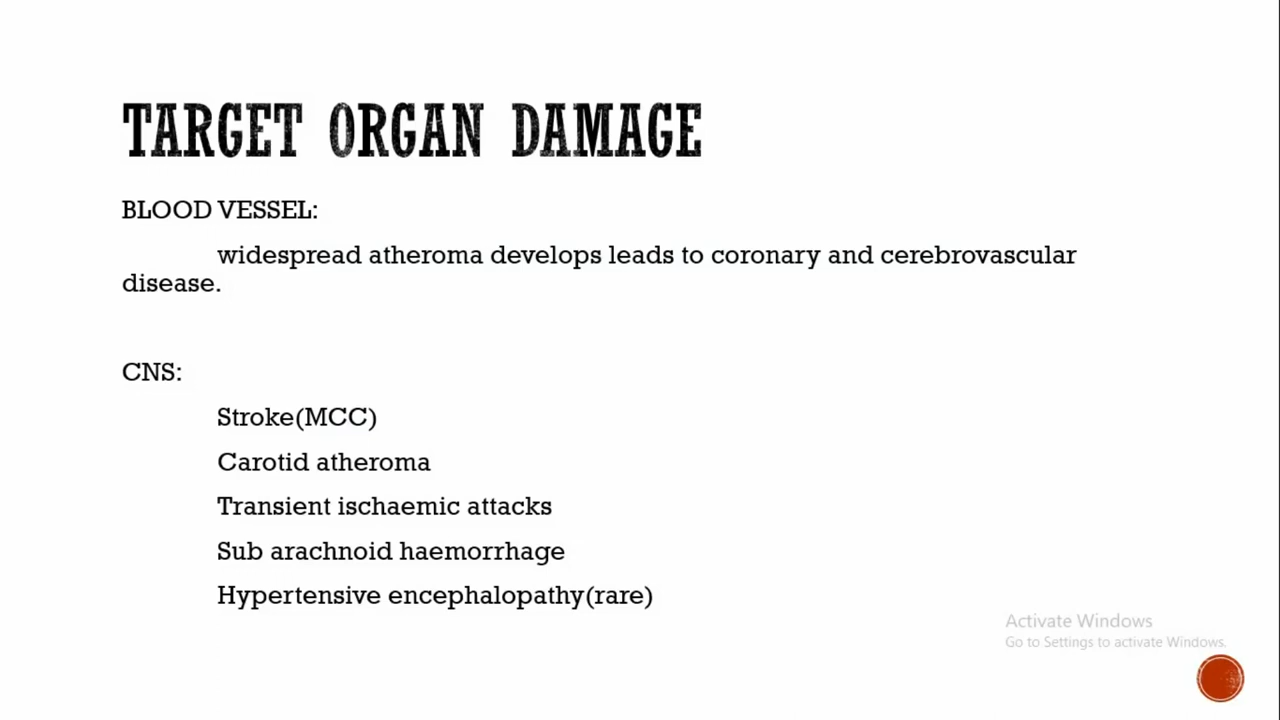 TARGET ORGAN DAMAGE
BLOOD VESSEL:
widespread atheroma develops leads to coronary and cerebrovascular
disease.
CNS:
Stroke(MCC)
Carotid atheroma
Transient ischaemic attacks
Sub arachnoid haemorrhage
Hypertensive encephalopathy(rare)
Activate Windows
Go to Settings to activate Windows.